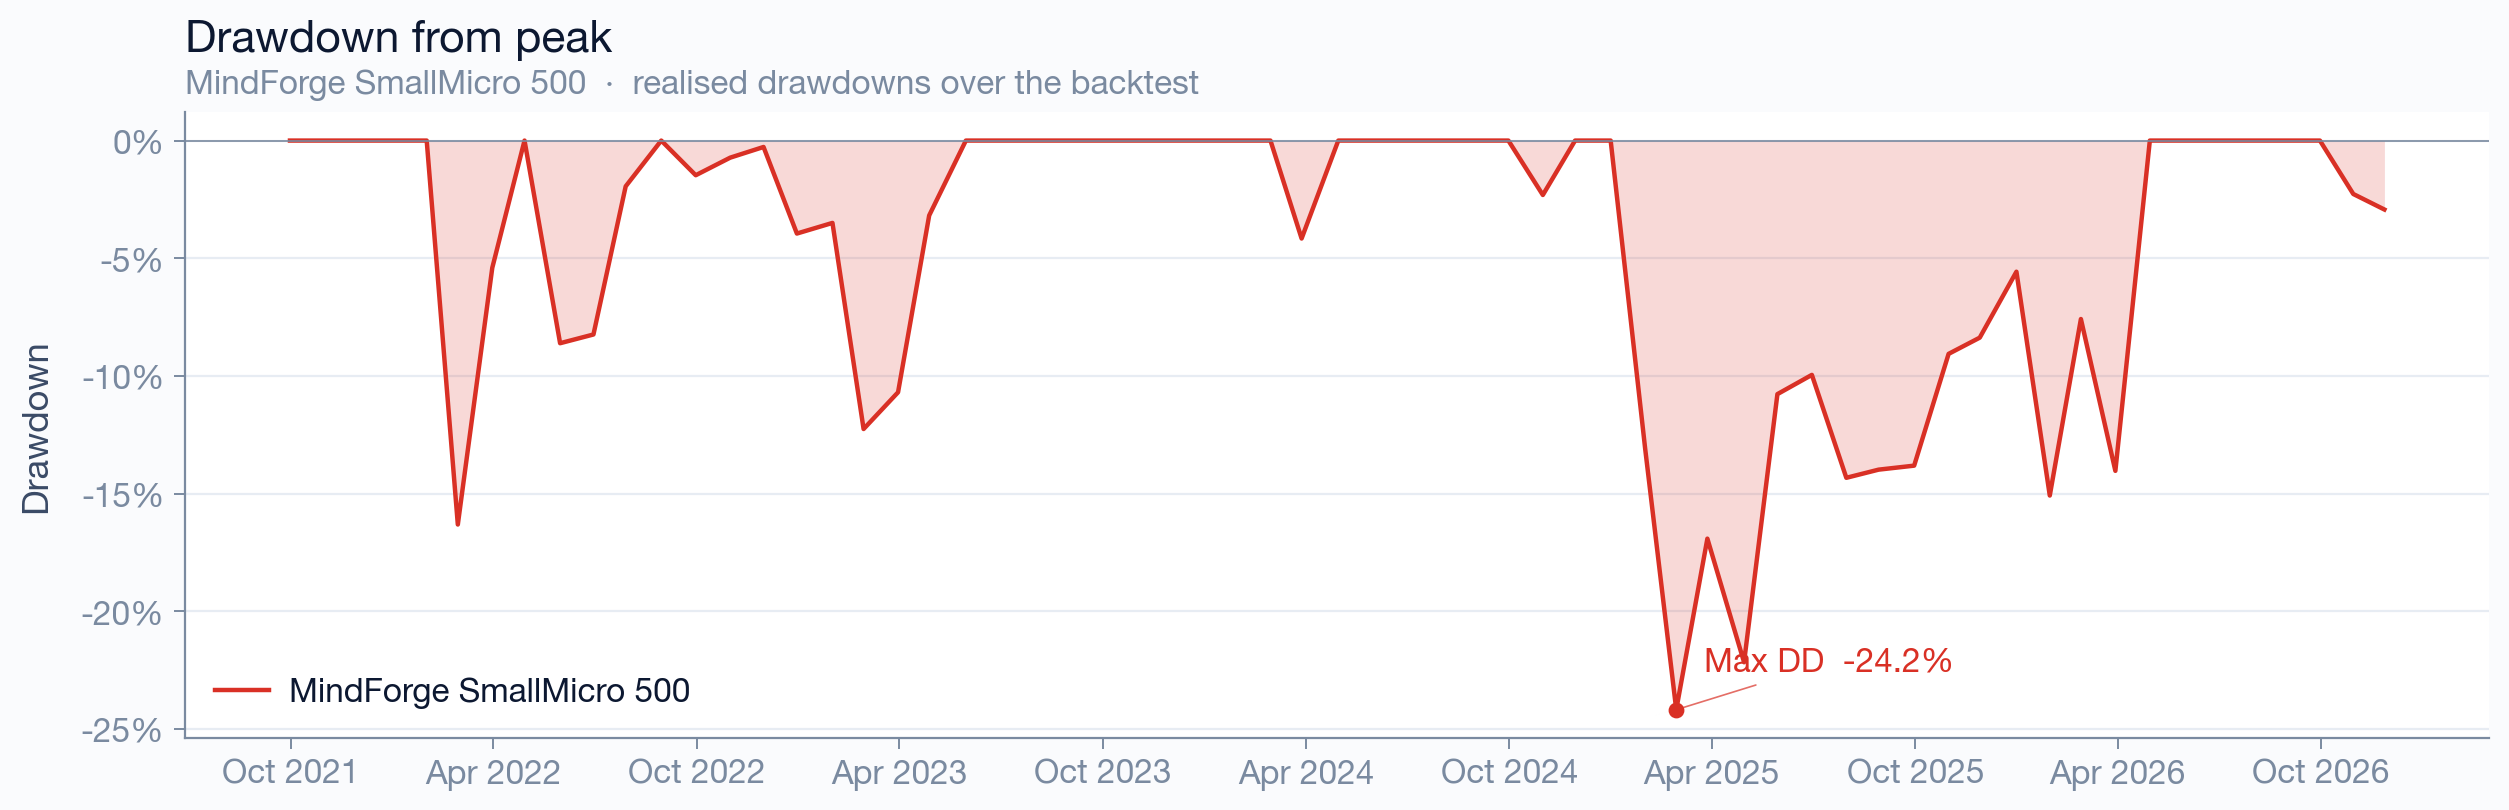 Drawdown from peak
MindForge SmallMicro 500 · realised drawdowns over the backtest
Drawdown
0%
-5%
-10%
-15%
-20%
-25%
Max DD -24.2%
MindForge SmallMicro 500
Oct 2021
Apr 2022
Oct 2022
Apr 2023
Oct 2023
Apr 2024
Oct 2024
Apr 2025
Oct 2025
Apr 2026
Oct 2026